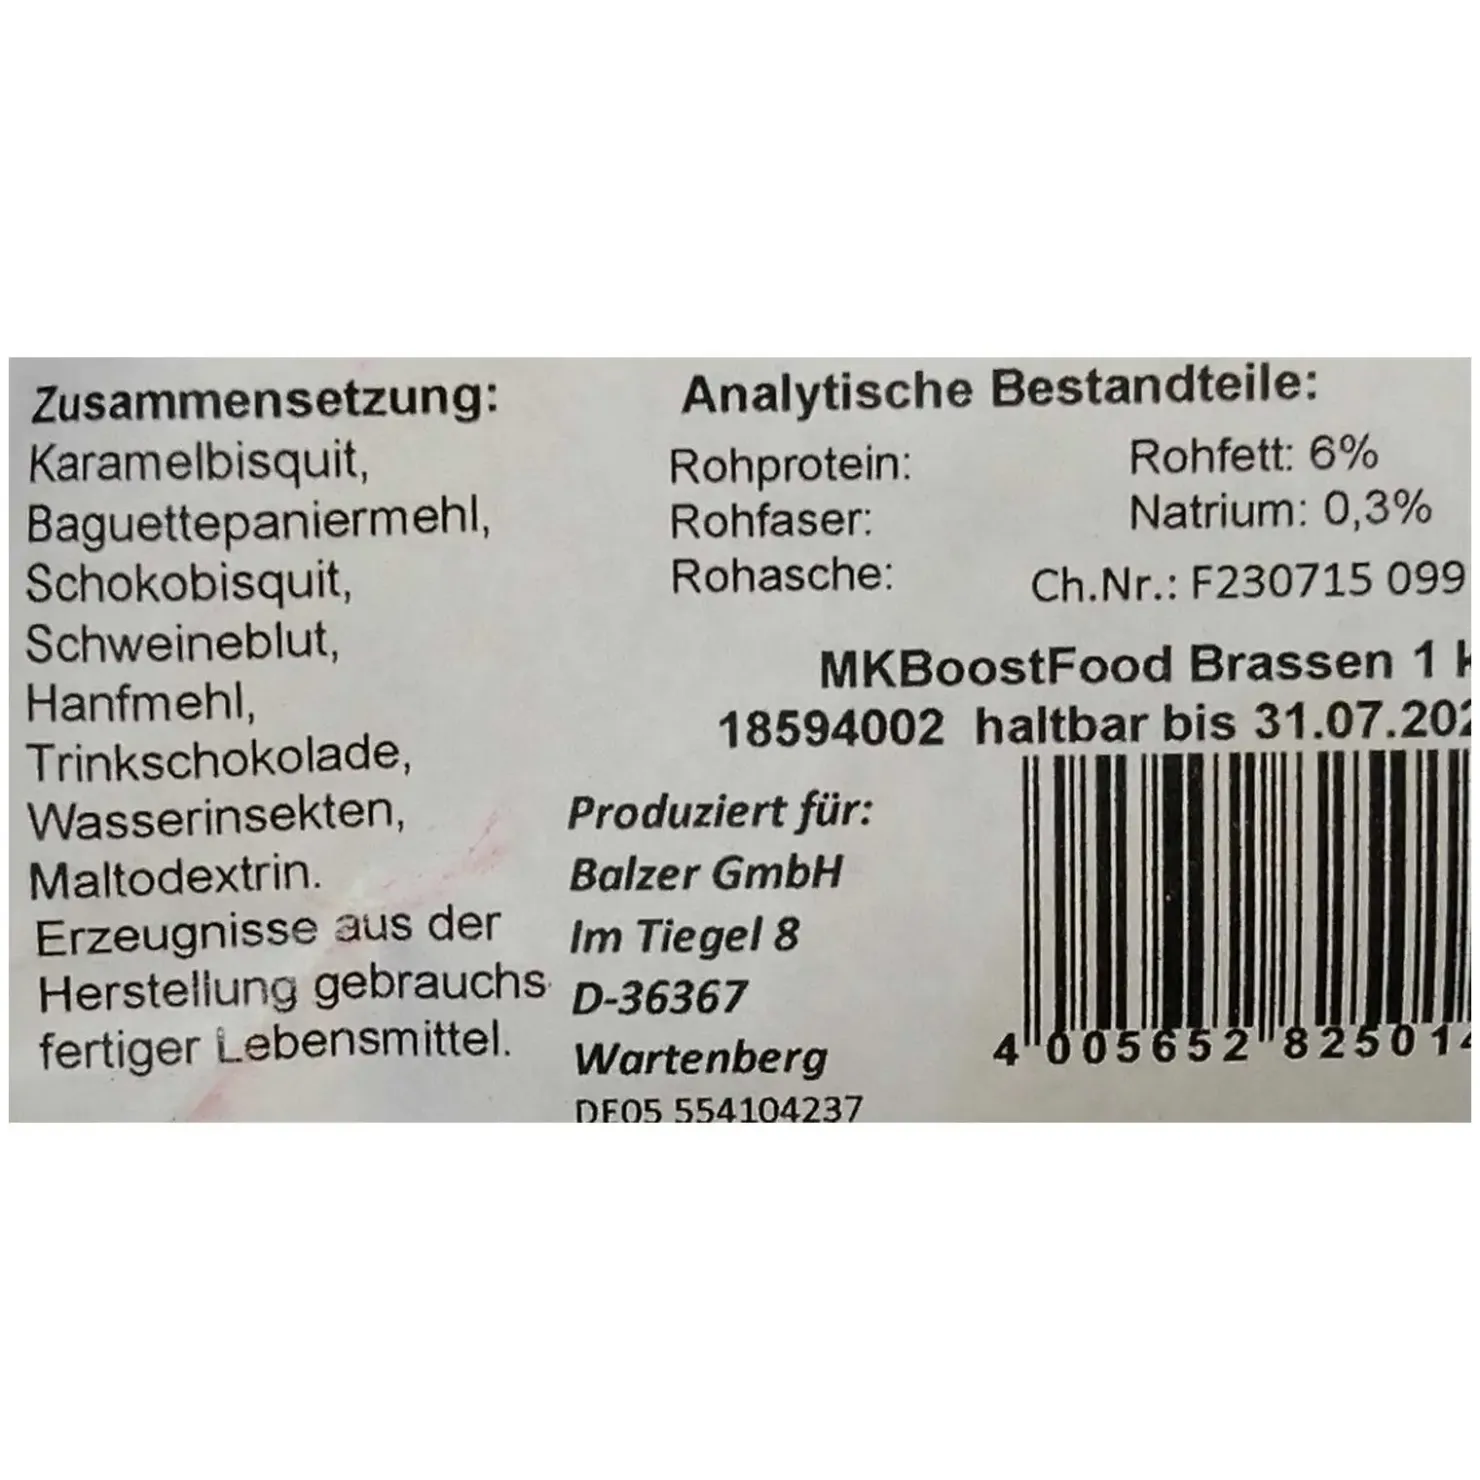 Zusammensetzung:
Karamelbisquit,
Baguettepaniermehl,
Schokobisquit,
Schweineblut,
Hanfmehl,
Trinkschokolade,
Wasserinsekten,
Maltodextrin.
Erzeugnisse aus der
Herstellung gebrauchs
fertiger Lebensmittel.
Analytische Bestandteile:
Rohprotein: Rohfett: 6%
Rohfaser: Natrium: 0,3%
Rohasche: Ch.Nr.: F230715 099
MKBoostFood Brassen 1
18594002 haltbar bis 31.07.202
Produziert für:
Balzer GmbH
Im Tiegel 8
D-36367
Wartenberg
DE05 554104237
4 005652 825014